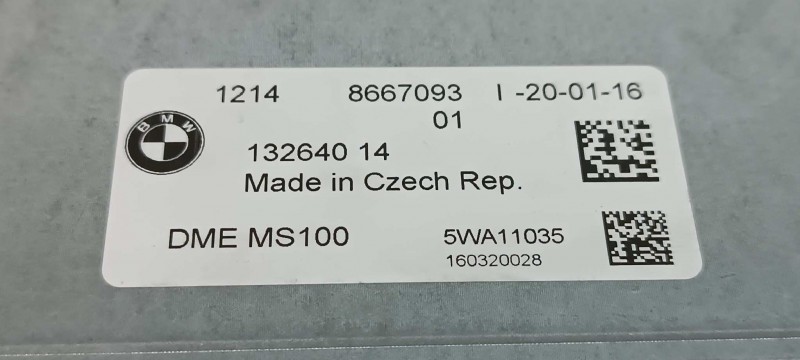 1214 8667093 I -20-01-16
01
BMW
132640 14
Made in Czech Rep.
DME MS100 5WA11035
160320028